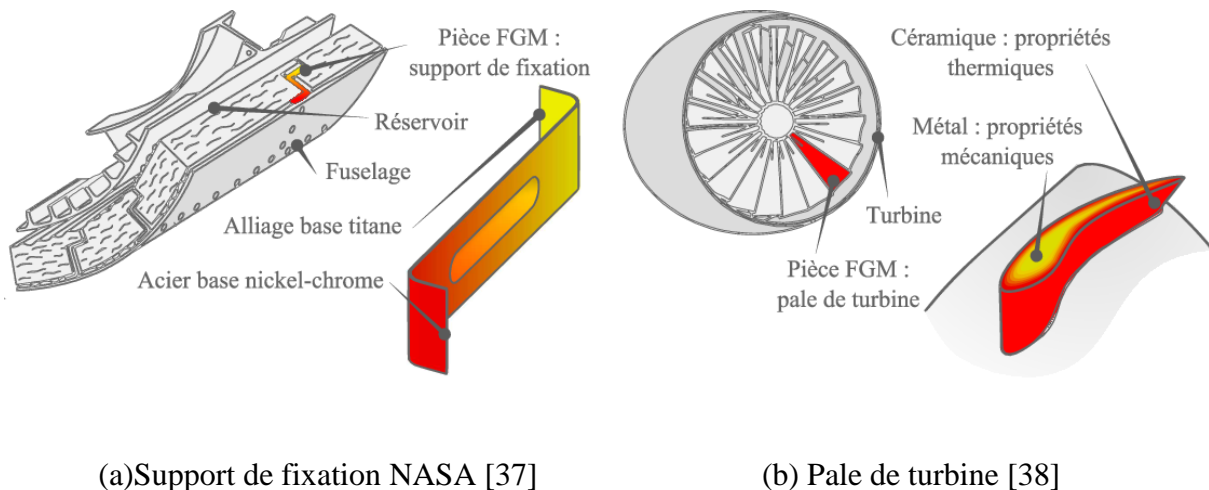 Pièce FGM :
support de fixation
Réservoir
Fuselage
Alliage base titane
Acier base nickel-chrome
Céramique : propriétés
thermiques
Métal : propriétés
mécaniques
Turbine
Pièce FGM :
pale de turbine
(a)Support de fixation NASA [37]
(b) Pale de turbine [38]